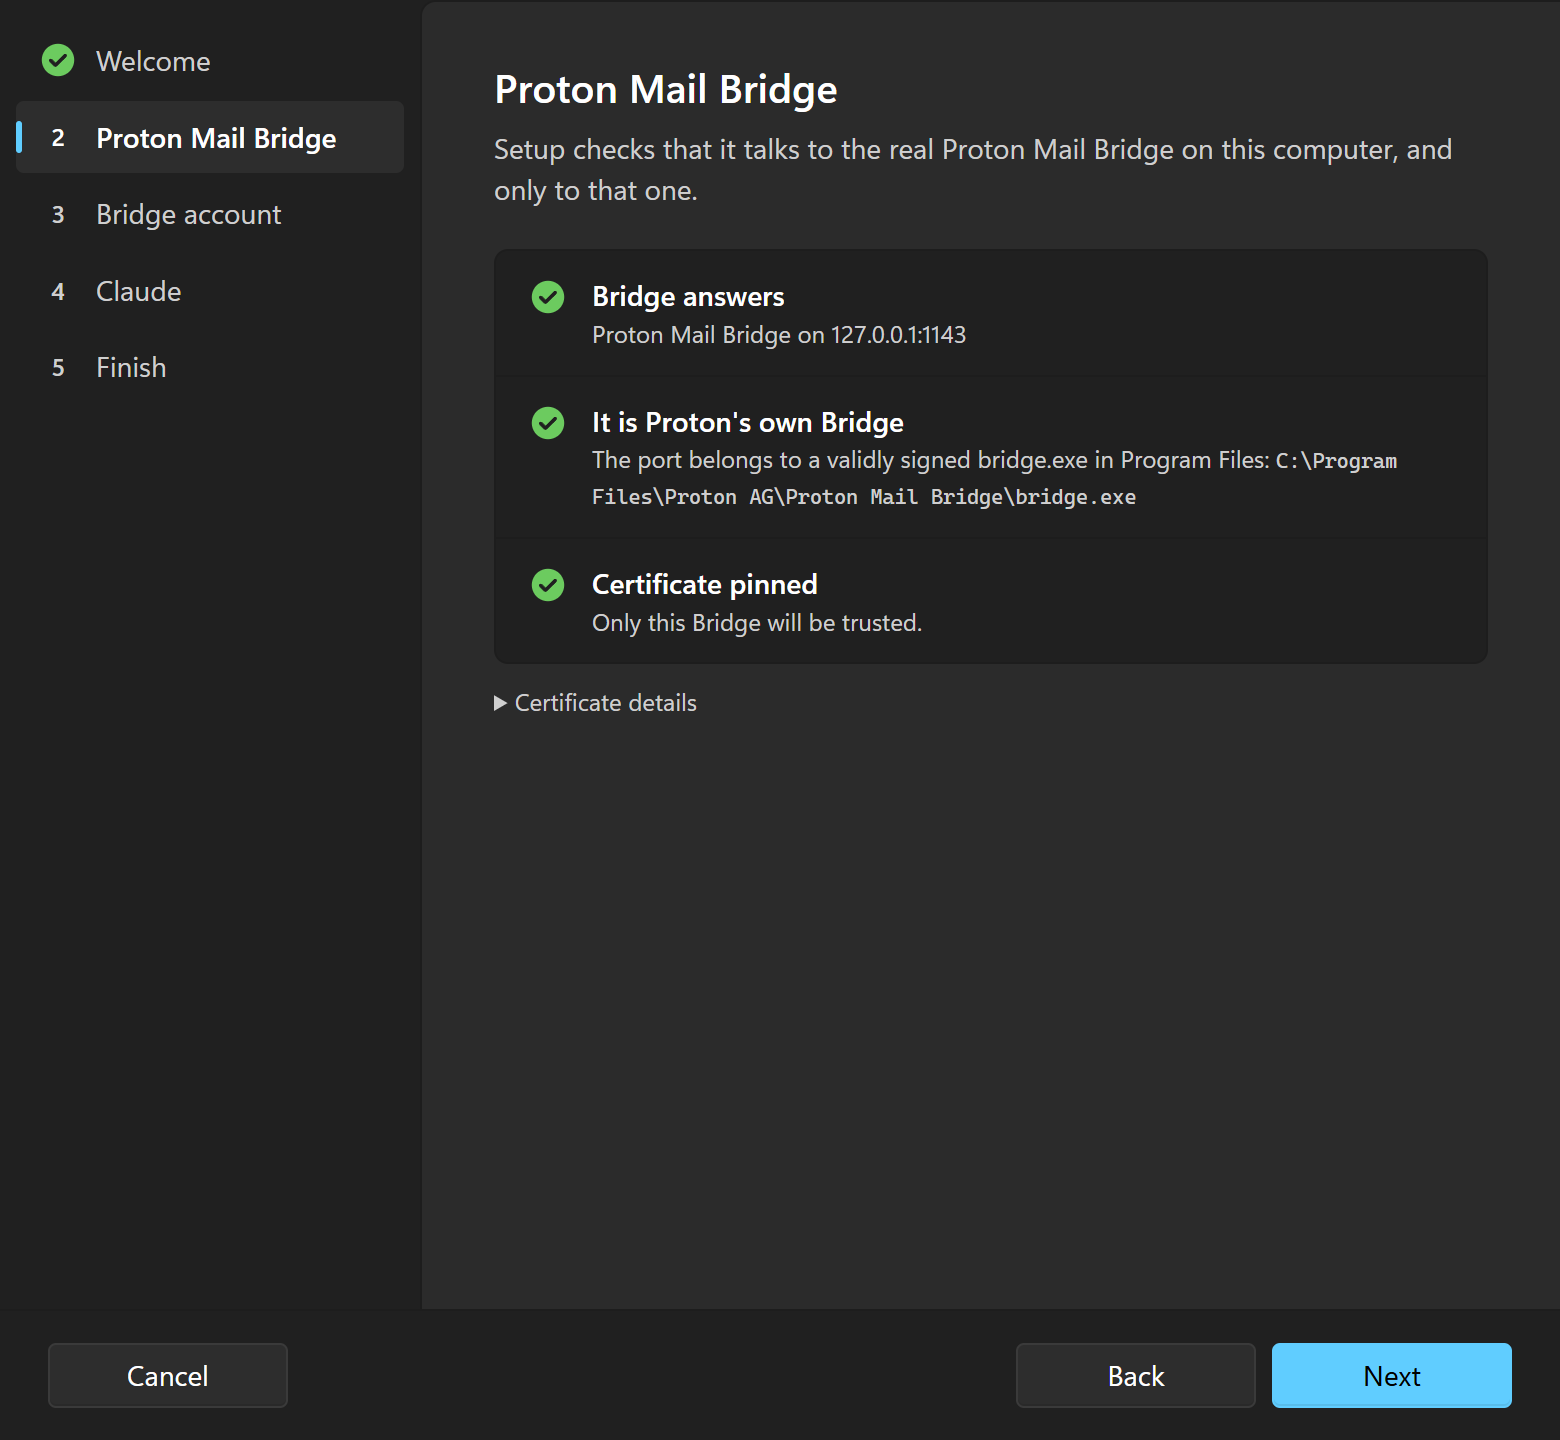 Welcome
2 Proton Mail Bridge
3 Bridge account
4 Claude
5 Finish
Proton Mail Bridge
Setup checks that it talks to the real Proton Mail Bridge on this computer, and
only to that one.
Bridge answers
Proton Mail Bridge on 127.0.0.1:1143
It is Proton's own Bridge
The port belongs to a validly signed bridge.exe in Program Files: C:\Program
Files\Proton AG\Proton Mail Bridge\bridge.exe
Certificate pinned
Only this Bridge will be trusted.
Certificate details
Cancel
Back
Next